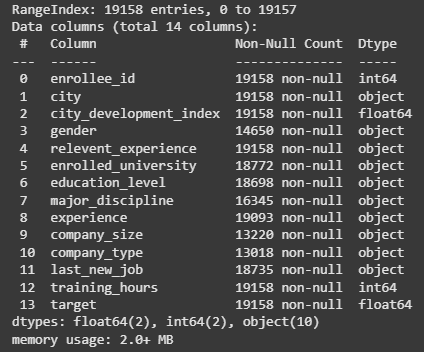 RangeIndex: 19158 entries, 0 to 19157
Data columns (total 14 columns):
 #   Column                  Non-Null Count  Dtype
---  ------                  --------------  -----
 0   enrollee_id             19158 non-null  int64
 1   city                    19158 non-null  object
 2   city_development_index  19158 non-null  float64
 3   gender                  14650 non-null  object
 4   relevent_experience     19158 non-null  object
 5   enrolled_university     18772 non-null  object
 6   education_level         18698 non-null  object
 7   major_discipline        16345 non-null  object
 8   experience              19093 non-null  object
 9   company_size            13220 non-null  object
 10  company_type            13018 non-null  object
 11  last_new_job            18735 non-null  object
 12  training_hours          19158 non-null  int64
 13  target                  19158 non-null  float64
dtypes: float64(2), int64(2), object(10)
memory usage: 2.0+ MB